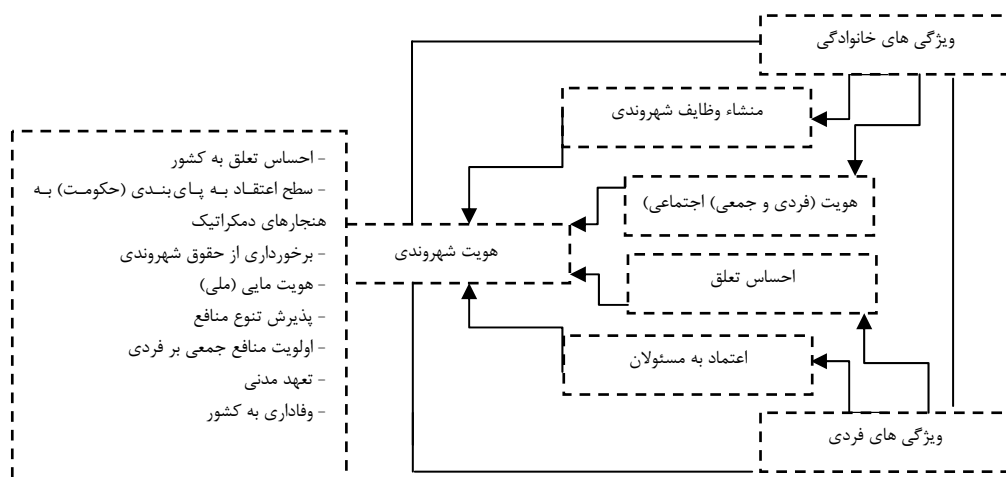 ویژگی های خانوادگی
منشاء وظایف شهروندی
هویت (فردی و جمعی) اجتماعی)
هویت شهروندی
احساس تعلق
اعتماد به مسئولان
ویژگی های فردی
- احساس تعلق به کشور
- سطح اعتقاد به پای‌بندی (حکومت) به
هنجارهای دمکراتیک
- برخورداری از حقوق شهروندی
- هویت مایی (ملی)
- پذیرش تنوع منافع
- اولویت منافع جمعی بر فردی
- تعهد مدنی
- وفاداری به کشور